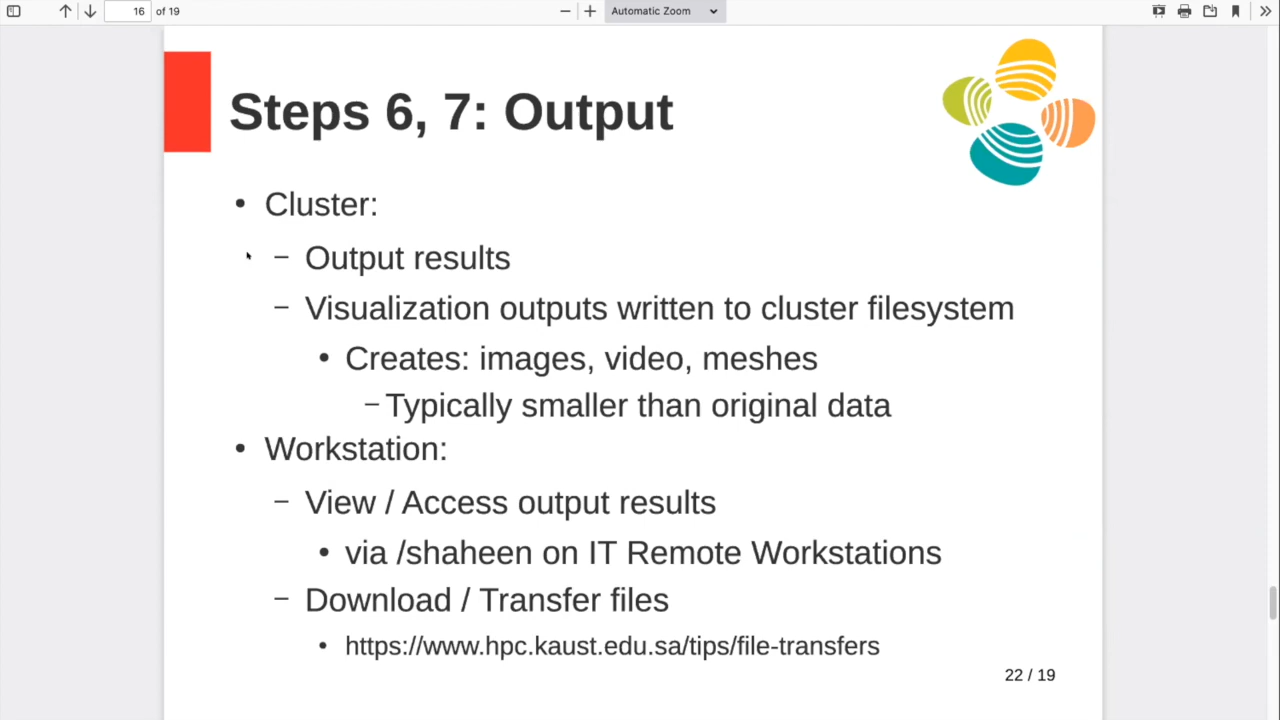 16 of 19 Automatic Zoom
Steps 6, 7: Output
• Cluster:
– Output results
– Visualization outputs written to cluster filesystem
• Creates: images, video, meshes
– Typically smaller than original data
• Workstation:
– View / Access output results
• via /shaheen on IT Remote Workstations
– Download / Transfer files
• https://www.hpc.kaust.edu.sa/tips/file-transfers
22 / 19